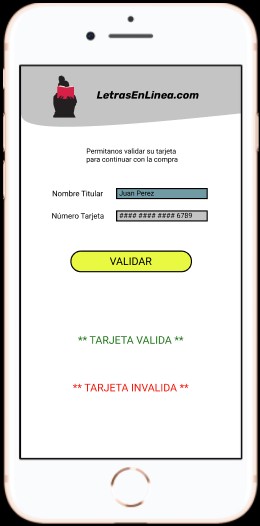 LetrasEnLinea.com
Permitanos validar su tarjeta
para continuar con la compra
Nombre Titular Juan Perez
Número Tarjeta #### #### #### 6789
VALIDAR
** TARJETA VALIDA **
** TARJETA INVALIDA **